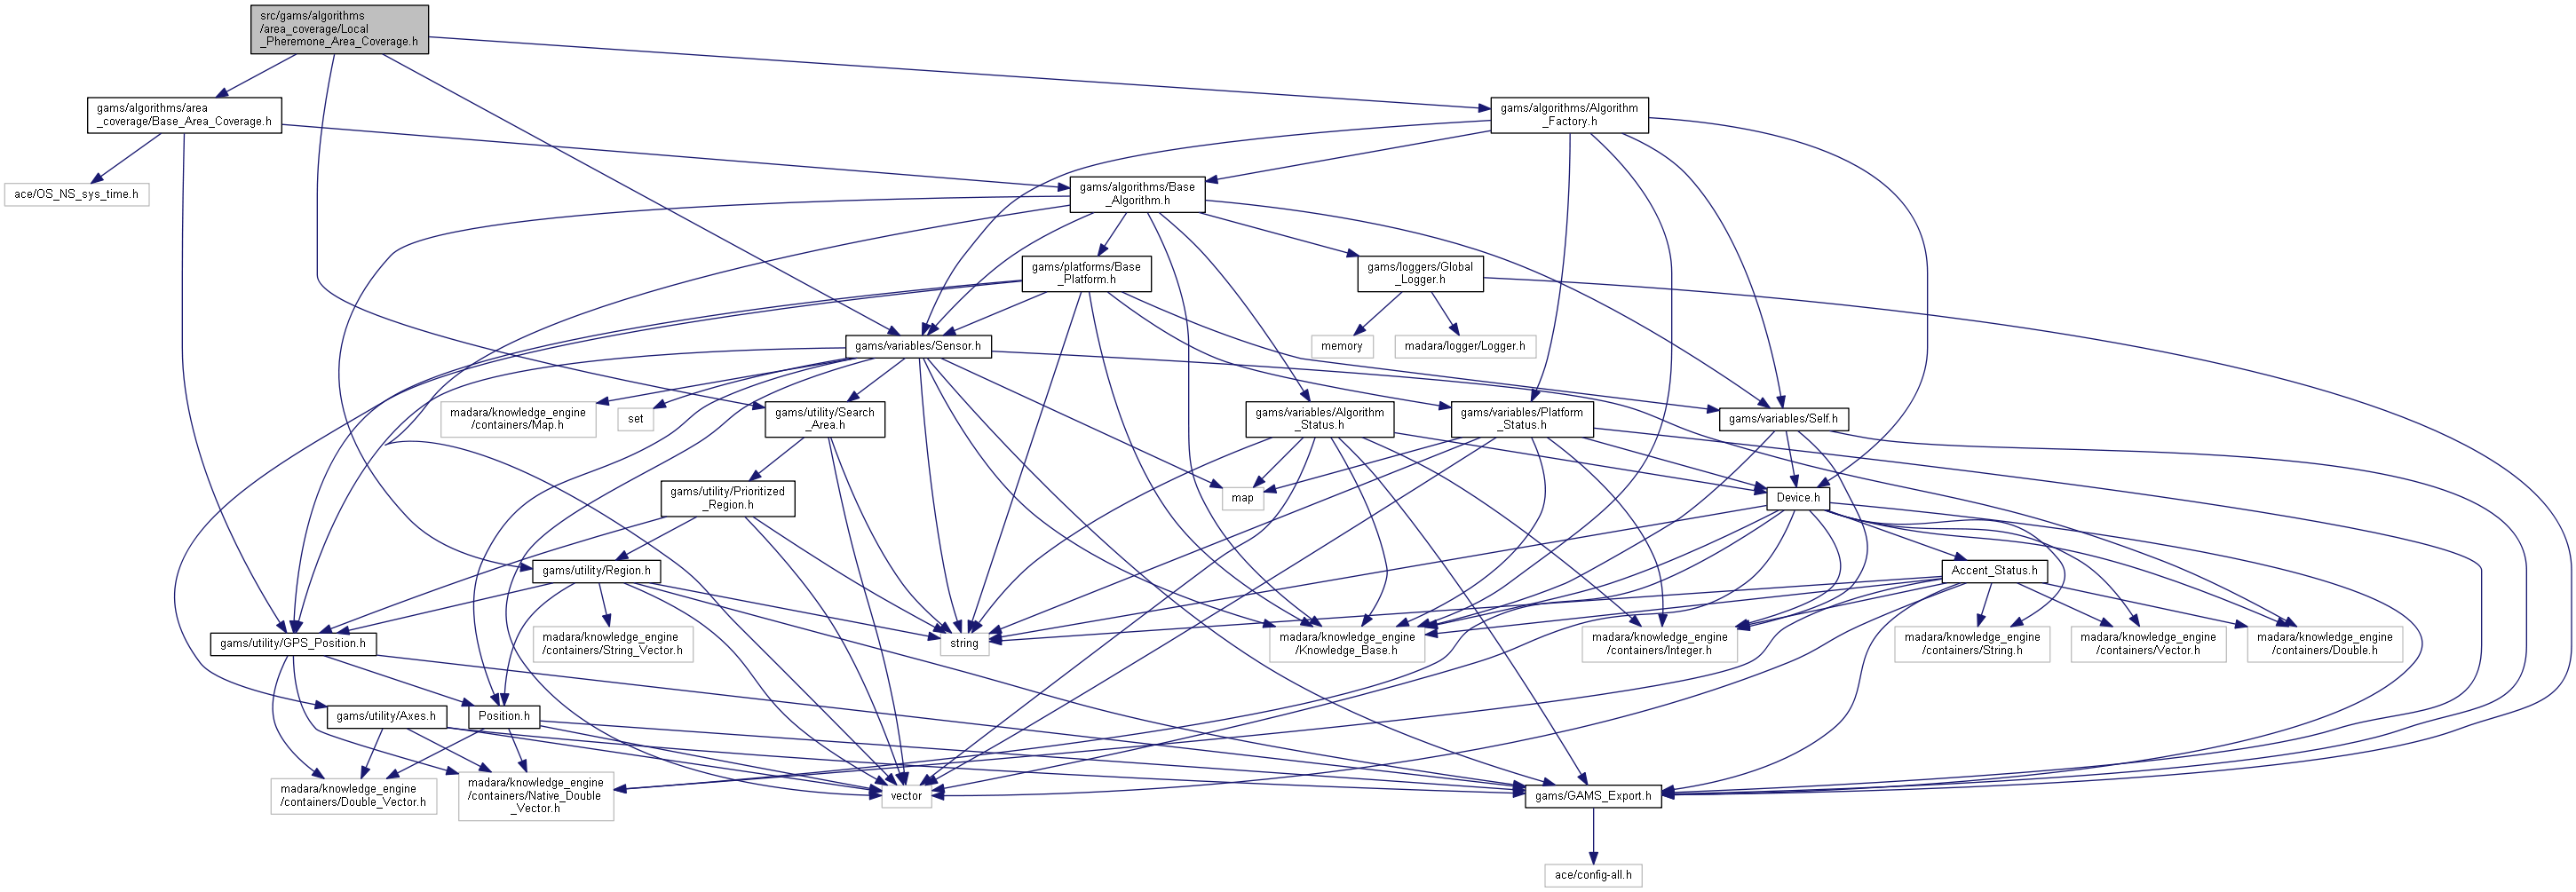 src/gams/algorithms
/area_coverage/Local
_Pheremone_Area_Coverage.h
gams/algorithms/area
_coverage/Base_Area_Coverage.h
gams/algorithms/Algorithm
_Factory.h
ace/OS_NS_sys_time.h
gams/algorithms/Base
_Algorithm.h
gams/platforms/Base
_Platform.h
gams/loggers/Global
_Logger.h
gams/variables/Sensor.h
memory
madara/logger/Logger.h
madara/knowledge_engine
/containers/Map.h
set
gams/utility/Search
_Area.h
gams/variables/Algorithm
_Status.h
gams/variables/Platform
_Status.h
gams/variables/Self.h
gams/utility/Prioritized
_Region.h
map
Device.h
gams/utility/Region.h
Accent_Status.h
gams/utility/GPS_Position.h
madara/knowledge_engine
/containers/String_Vector.h
string
madara/knowledge_engine
/Knowledge_Base.h
madara/knowledge_engine
/containers/Integer.h
madara/knowledge_engine
/containers/String.h
madara/knowledge_engine
/containers/Vector.h
madara/knowledge_engine
/containers/Double.h
gams/utility/Axes.h
Position.h
madara/knowledge_engine
/containers/Double_Vector.h
madara/knowledge_engine
/containers/Native_Double
_Vector.h
vector
gams/GAMS_Export.h
ace/config-all.h